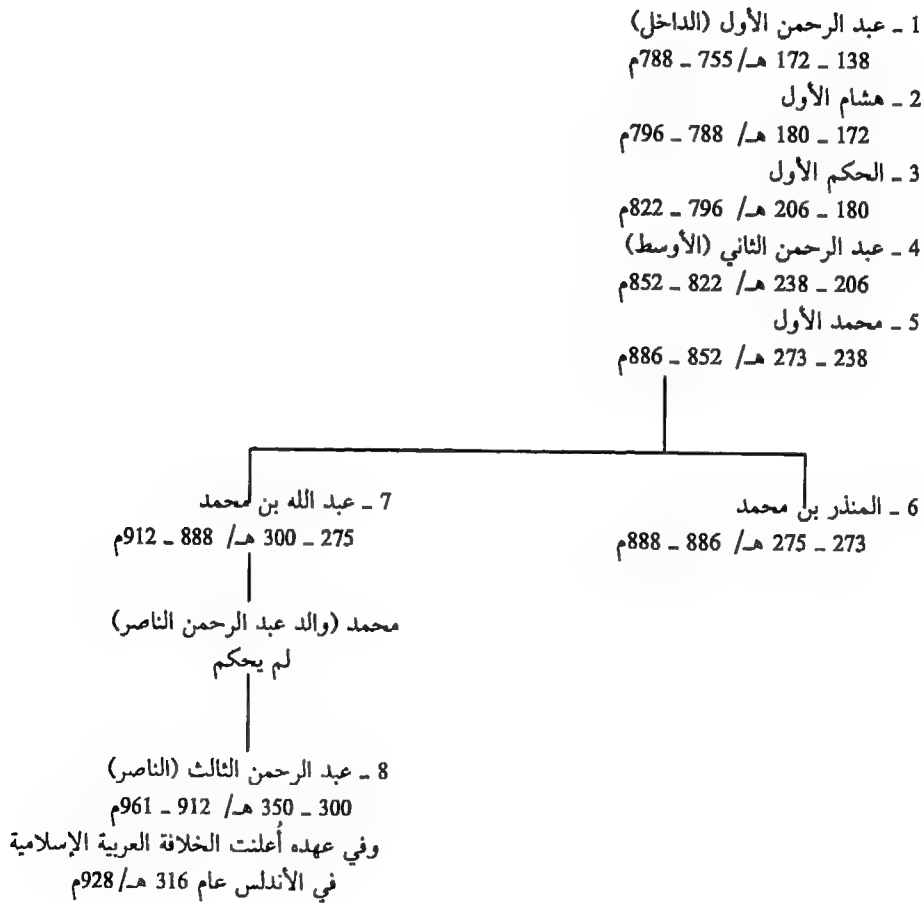 1 ـ عبد الرحمن الأول (الداخل)
138 ـ 172 هـ/ 755 ـ 788م
2 ـ هشام الأول
172 ـ 180 هـ/ 788 ـ 796م
3 ـ الحكم الأول
180 ـ 206 هـ/ 796 ـ 822م
4 ـ عبد الرحمن الثاني (الأوسط)
206 ـ 238 هـ/ 822 ـ 852م
5 ـ محمد الأول
238 ـ 273 هـ/ 852 ـ 886م
6 ـ المنذر بن محمد
273 ـ 275 هـ/ 886 ـ 888م
7 ـ عبد الله بن محمد
275 ـ 300 هـ/ 888 ـ 912م
محمد (والد عبد الرحمن الناصر)
لم يحكم
8 ـ عبد الرحمن الثالث (الناصر)
300 ـ 350 هـ/ 912 ـ 961م
وفي عهده أُعلنت الخلافة العربية الإسلامية
في الأندلس عام 316 هـ/928م